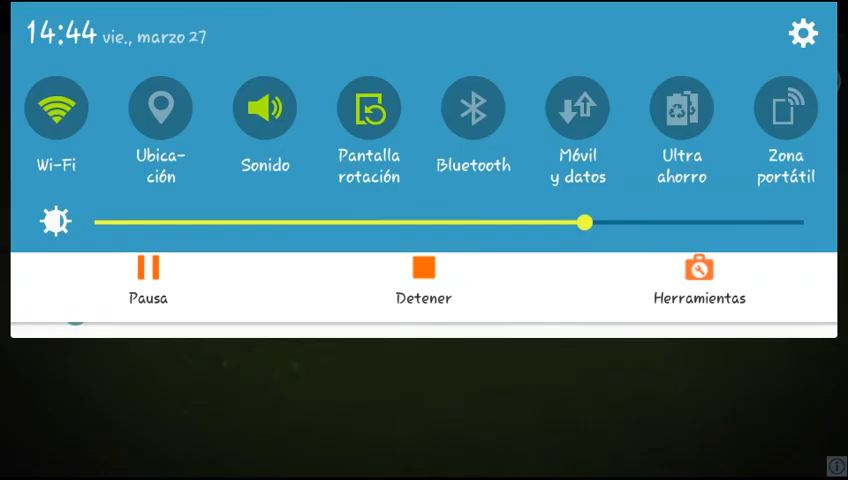 14:44 vie., marzo 27
Wi-Fi
Ubica-
ción
Sonido
Pantalla
rotación
Bluetooth
Móvil
y datos
Ultra
ahorro
Zona
portátil
Pausa
Detener
Herramientas